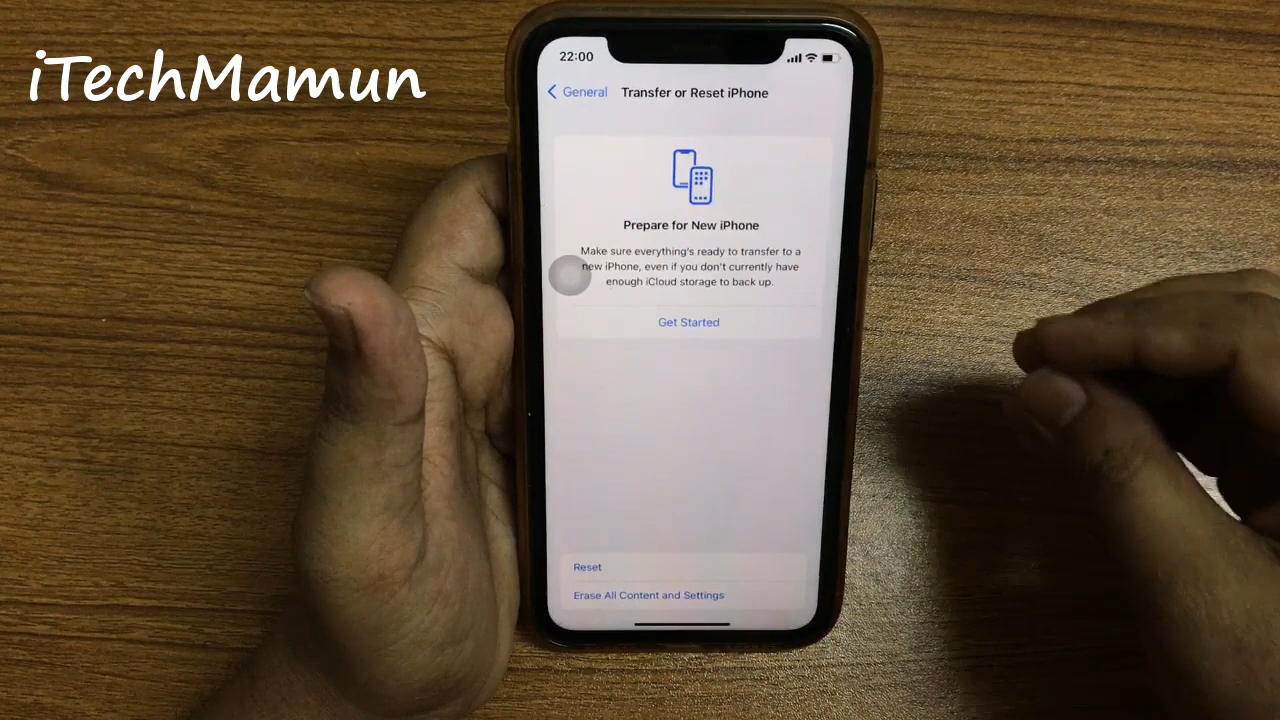 iTechMamun
22:00
General Transfer or Reset iPhone
Prepare for New iPhone
Make sure everything's ready to transfer to a
new iPhone, even if you don't currently have
enough iCloud storage to back up.
Get Started
Reset
Erase All Content and Settings